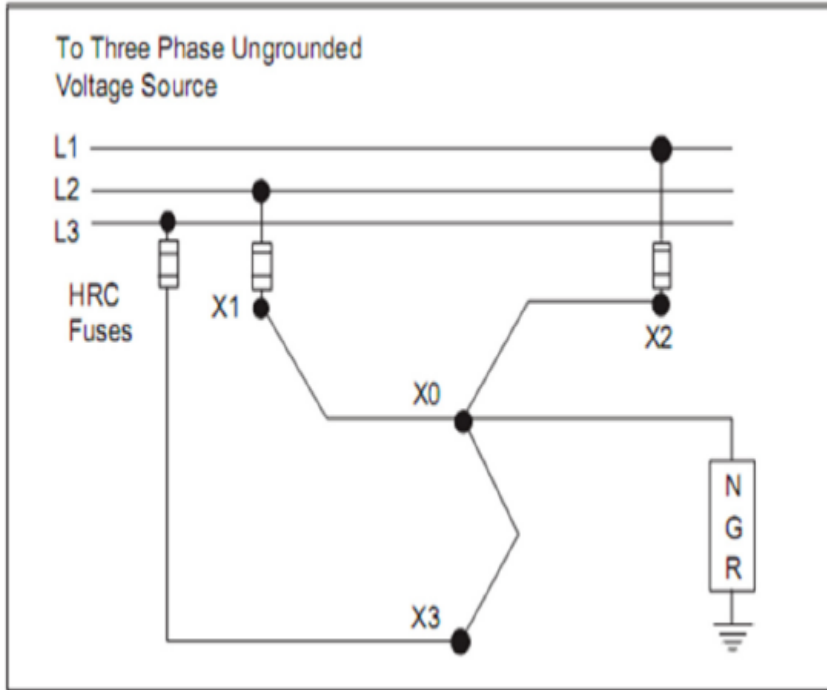 To Three Phase Ungrounded
Voltage Source
L1
L2
L3
HRC
Fuses
X1
X2
X0
N
G
R
X3